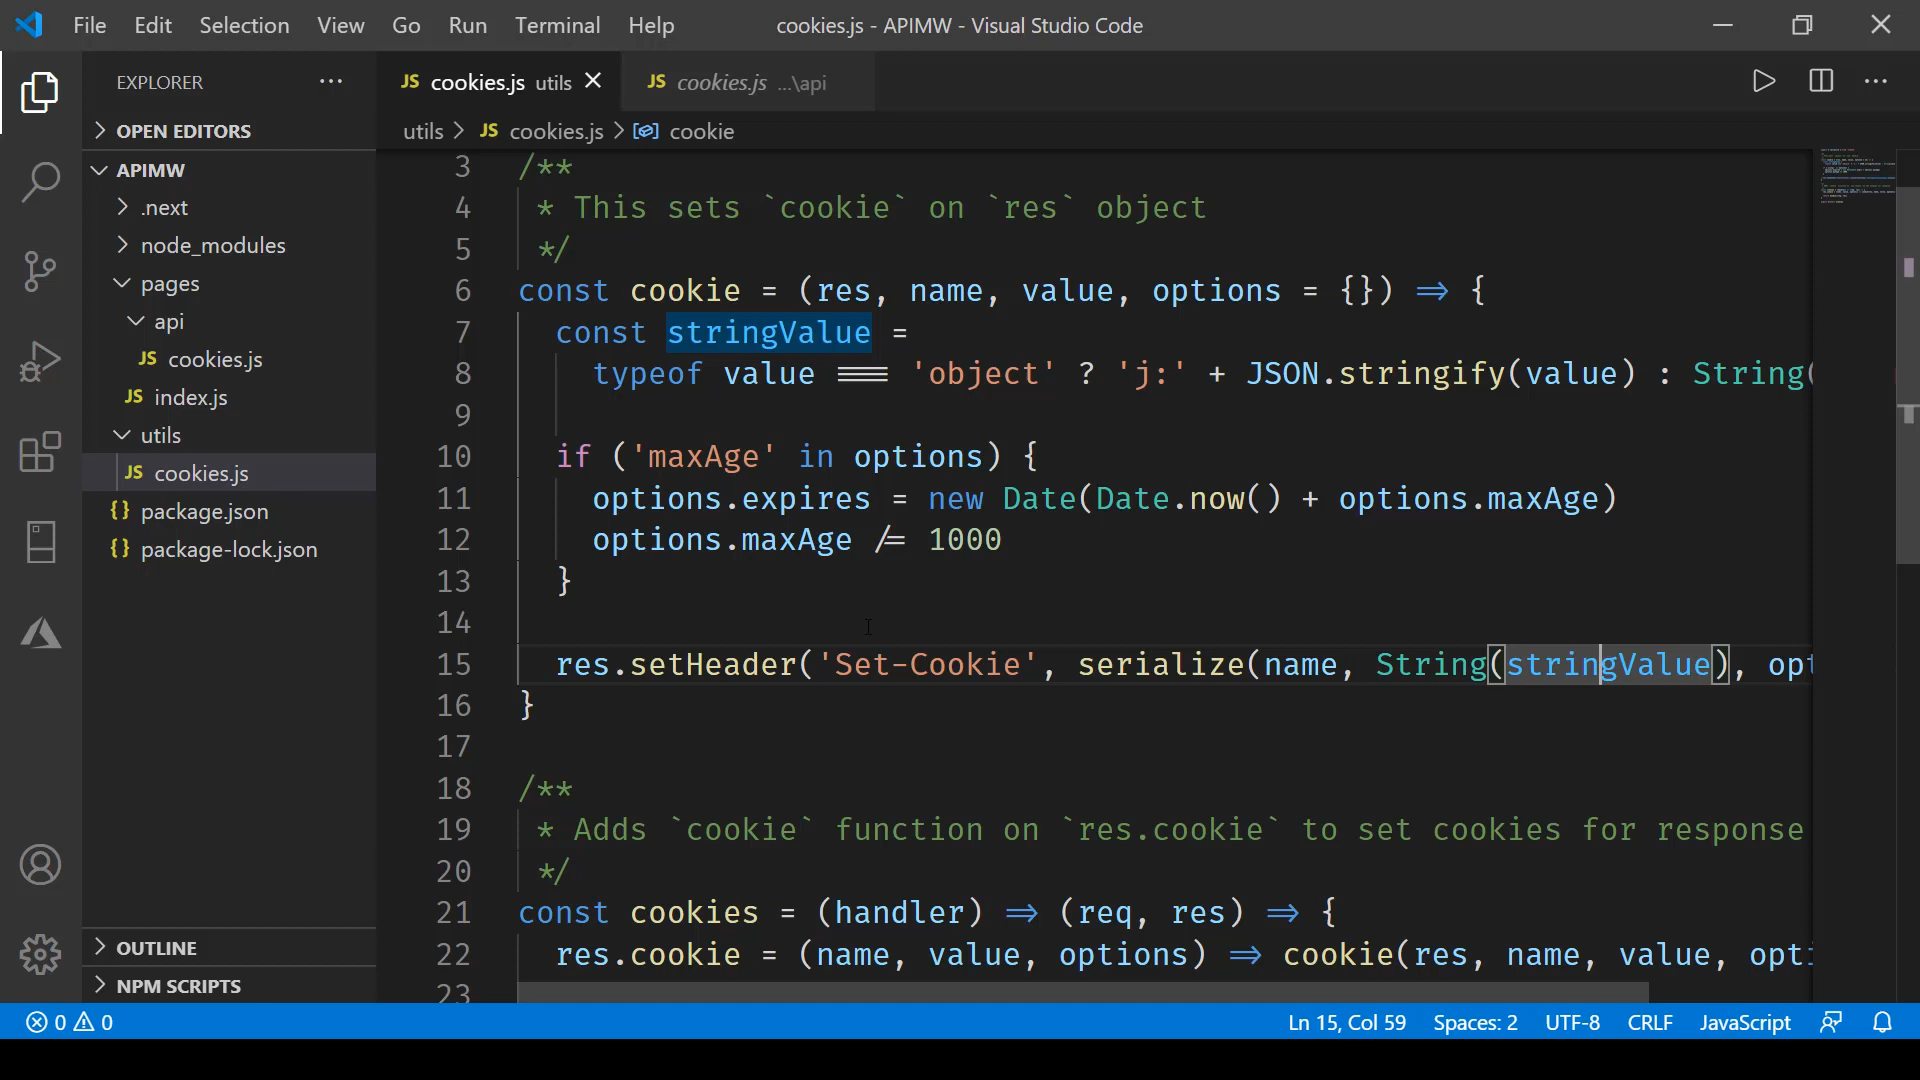 File Edit Selection View Go Run Terminal Help cookies.js - APIMW - Visual Studio Code
EXPLORER
OPEN EDITORS
APIMW
.next
node_modules
pages
api
JS cookies.js
JS index.js
utils
JS cookies.js
{} package.json
{} package-lock.json
OUTLINE
NPM SCRIPTS
JS cookies.js utils JS cookies.js ...\api
utils > JS cookies.js > cookie
3 /**
4 * This sets `cookie` on `res` object
5 */
6 const cookie = (res, name, value, options = {}) => {
7 const stringValue =
8 typeof value === 'object' ? 'j:' + JSON.stringify(value) : String(
9
10 if ('maxAge' in options) {
11 options.expires = new Date(Date.now() + options.maxAge)
12 options.maxAge /= 1000
13 }
14
15 res.setHeader('Set-Cookie', serialize(name, String(stringValue), opt
16 }
17
18 /**
19 * Adds `cookie` function on `res.cookie` to set cookies for response
20 */
21 const cookies = (handler) => (req, res) => {
22 res.cookie = (name, value, options) => cookie(res, name, value, opti
23
0 0 Ln 15, Col 59 Spaces: 2 UTF-8 CRLF JavaScript